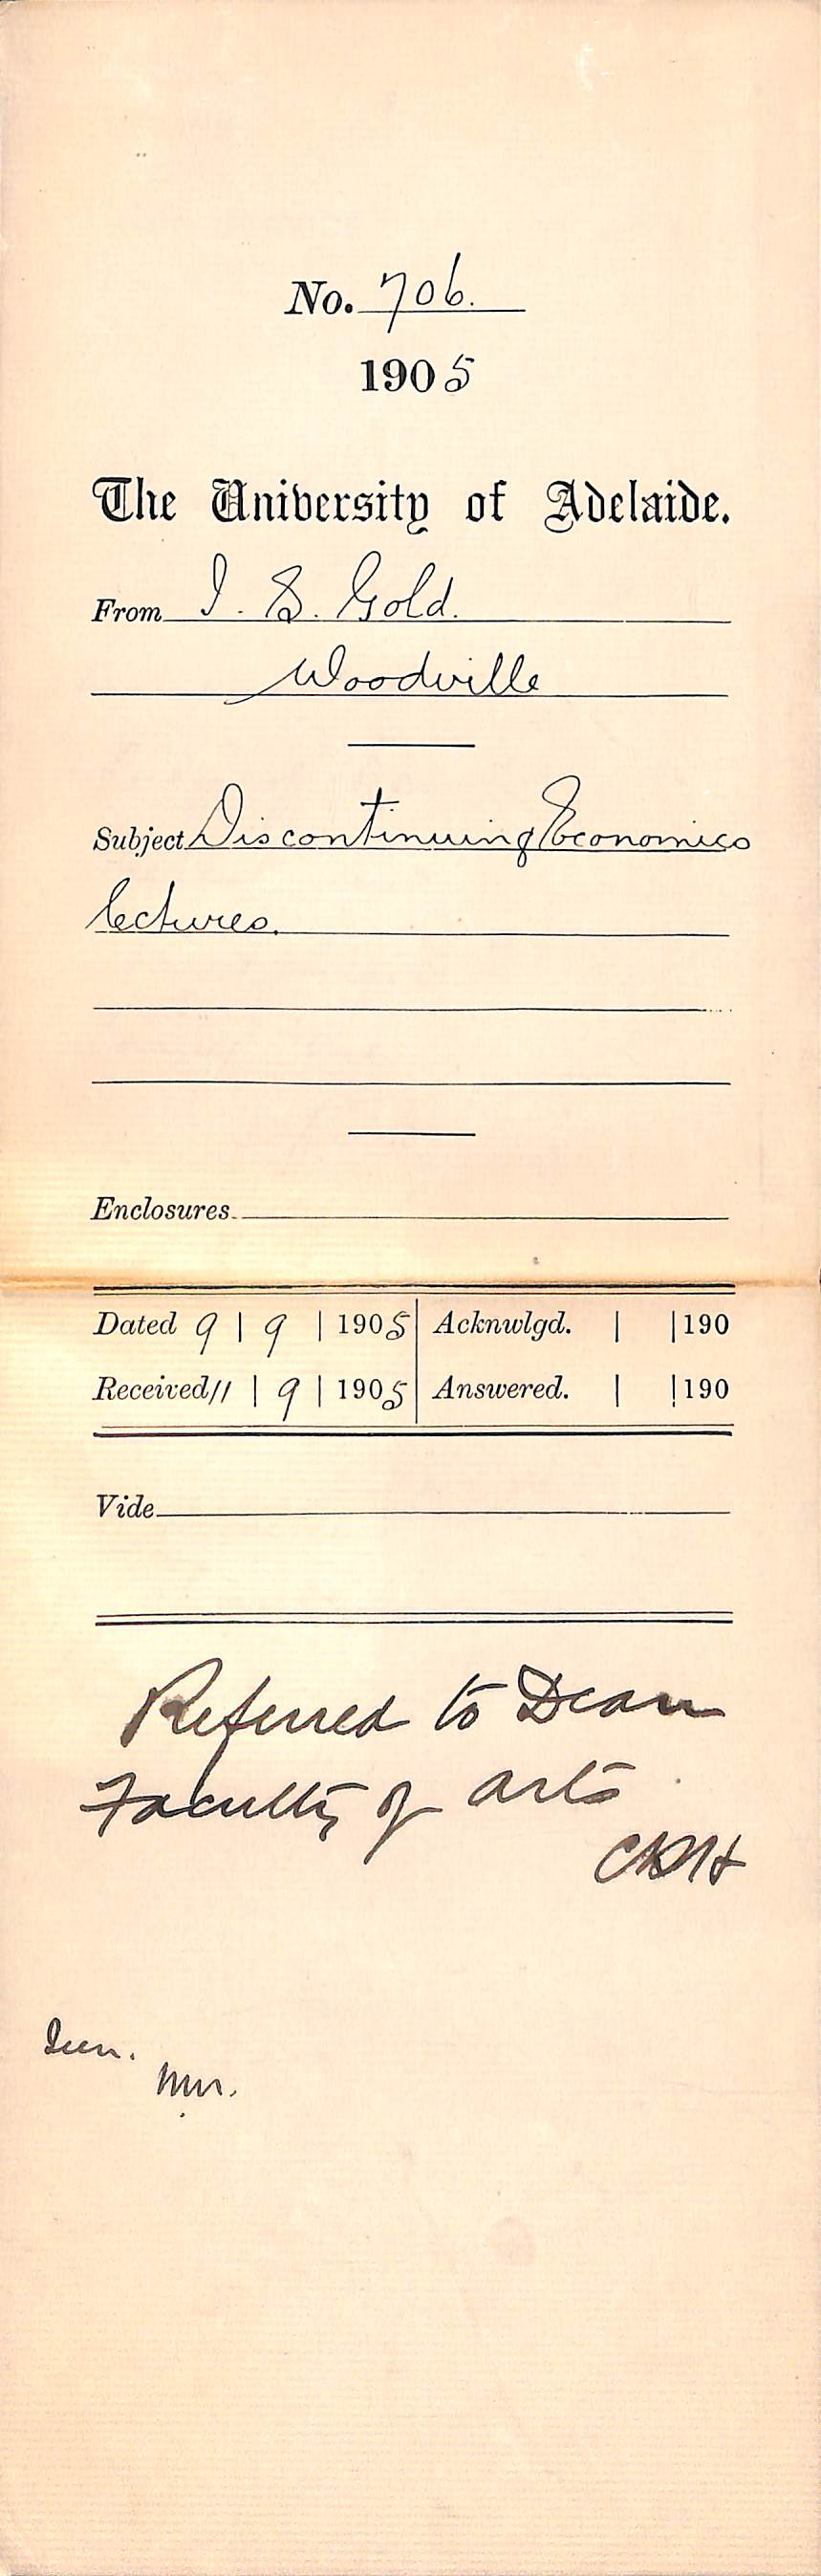 No. 706.
1905
The University of Adelaide.
From I. S. Gold.
Woodville
Subject Discontinuing Economics
lectures.
Enclosures
Dated 9 | 9 | 1905 Acknwlgd. | | 190
Received 11 | 9 | 1905 Answered. | | 190
Vide
Referred to Dean
Faculty of Arts.